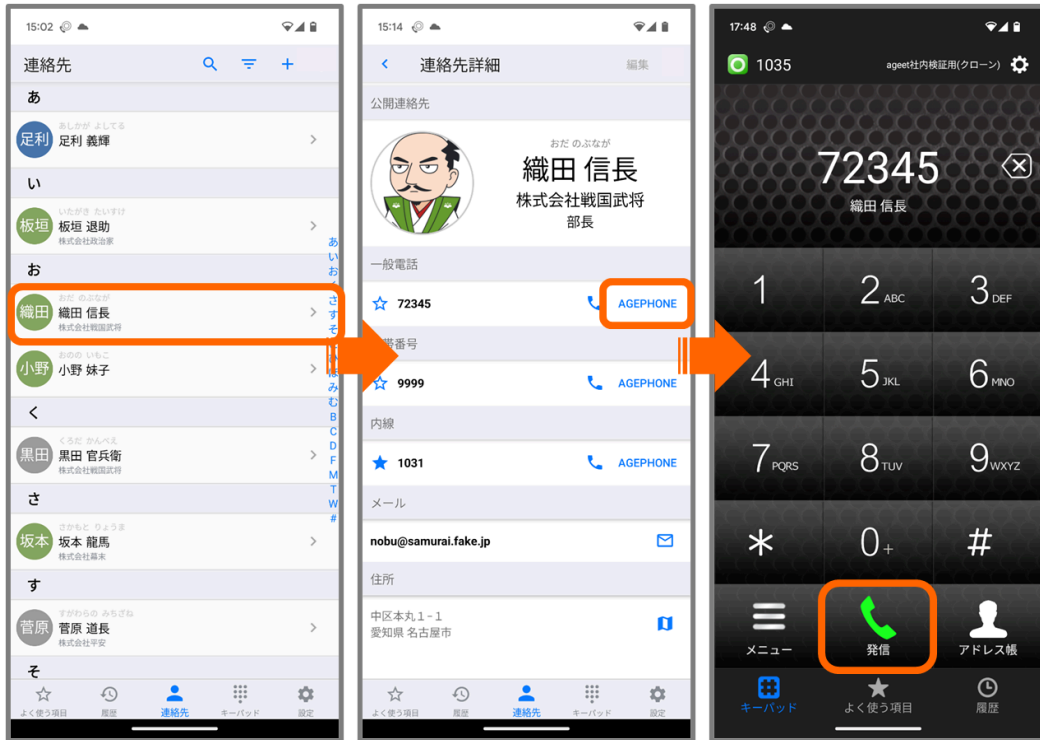 15:02
連絡先
あ
足利
あしかが よしてる
足利 義輝
い
板垣
いたがき たいすけ
板垣 退助
株式会社政治家
お
織田
おだ のぶなが
織田 信長
株式会社戦国武将
小野
おのの いもこ
小野 妹子
く
黒田
くろだ かんべえ
黒田 官兵衛
株式会社戦国武将
さ
坂本
さかもと りょうま
坂本 龍馬
株式会社幕末
す
菅原
すがわらの みちざね
菅原 道長
株式会社平安
そ
あ
い
お
さ
す
そ
み
む
B
C
D
F
M
T
W
#
よく使う項目
履歴
連絡先
キーパッド
設定
15:14
連絡先詳細
編集
公開連絡先
おだ のぶなが
織田 信長
株式会社戦国武将
部長
一般電話
72345
AGEPHONE
帯番号
9999
AGEPHONE
内線
1031
AGEPHONE
メール
nobu@samurai.fake.jp
住所
中区本丸1-1
愛知県 名古屋市
よく使う項目
履歴
連絡先
キーパッド
設定
17:48
1035
ageet社内検証用(クローン)
72345
織田 信長
1
2 ABC
3 DEF
4 GHI
5 JKL
6 MNO
7 PQRS
8 TUV
9 WXYZ
*
0 +
#
メニュー
発信
アドレス帳
キーパッド
よく使う項目
履歴